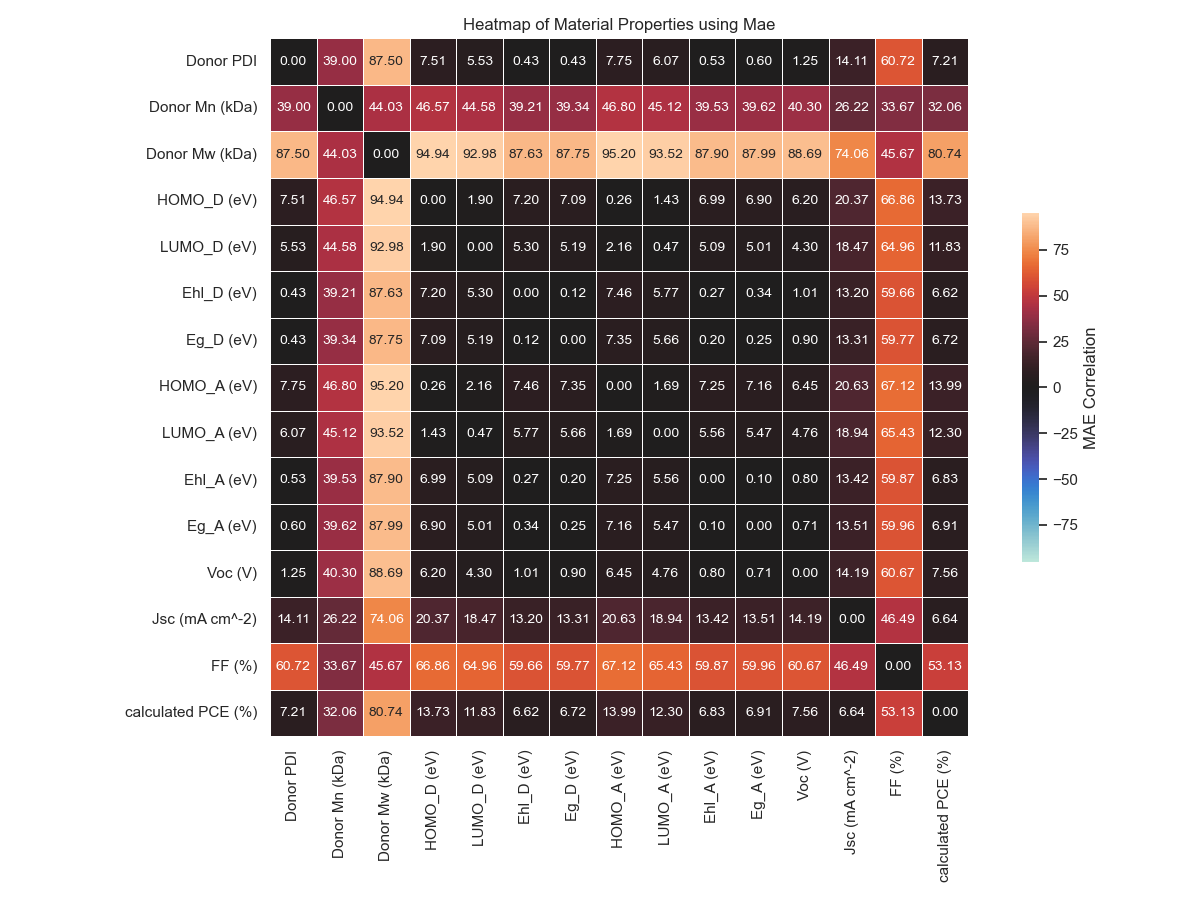 Heatmap of Material Properties using Mae
Donor PDI 0.00 39.00 87.50 7.51 5.53 0.43 0.43 7.75 6.07 0.53 0.60 1.25 14.11 60.72 7.21
Donor Mn (kDa) 39.00 0.00 44.03 46.57 44.58 39.21 39.34 46.80 45.12 39.53 39.62 40.30 26.22 33.67 32.06
Donor Mw (kDa) 87.50 44.03 0.00 94.94 92.98 87.63 87.75 95.20 93.52 87.90 87.99 88.69 74.06 45.67 80.74
HOMO_D (eV) 7.51 46.57 94.94 0.00 1.90 7.20 7.09 0.26 1.43 6.99 6.90 6.20 20.37 66.86 13.73
LUMO_D (eV) 5.53 44.58 92.98 1.90 0.00 5.30 5.19 2.16 0.47 5.09 5.01 4.30 18.47 64.96 11.83
Ehl_D (eV) 0.43 39.21 87.63 7.20 5.30 0.00 0.12 7.46 5.77 0.27 0.34 1.01 13.20 59.66 6.62
Eg_D (eV) 0.43 39.34 87.75 7.09 5.19 0.12 0.00 7.35 5.66 0.20 0.25 0.90 13.31 59.77 6.72
HOMO_A (eV) 7.75 46.80 95.20 0.26 2.16 7.46 7.35 0.00 1.69 7.25 7.16 6.45 20.63 67.12 13.99
LUMO_A (eV) 6.07 45.12 93.52 1.43 0.47 5.77 5.66 1.69 0.00 5.56 5.47 4.76 18.94 65.43 12.30
Ehl_A (eV) 0.53 39.53 87.90 6.99 5.09 0.27 0.20 7.25 5.56 0.00 0.10 0.80 13.42 59.87 6.83
Eg_A (eV) 0.60 39.62 87.99 6.90 5.01 0.34 0.25 7.16 5.47 0.10 0.00 0.71 13.51 59.96 6.91
Voc (V) 1.25 40.30 88.69 6.20 4.30 1.01 0.90 6.45 4.76 0.80 0.71 0.00 14.19 60.67 7.56
Jsc (mA cm^-2) 14.11 26.22 74.06 20.37 18.47 13.20 13.31 20.63 18.94 13.42 13.51 14.19 0.00 46.49 6.64
FF (%) 60.72 33.67 45.67 66.86 64.96 59.66 59.77 67.12 65.43 59.87 59.96 60.67 46.49 0.00 53.13
calculated PCE (%) 7.21 32.06 80.74 13.73 11.83 6.62 6.72 13.99 12.30 6.83 6.91 7.56 6.64 53.13 0.00
Donor PDI
Donor Mn (kDa)
Donor Mw (kDa)
HOMO_D (eV)
LUMO_D (eV)
Ehl_D (eV)
Eg_D (eV)
HOMO_A (eV)
LUMO_A (eV)
Ehl_A (eV)
Eg_A (eV)
Voc (V)
Jsc (mA cm^-2)
FF (%)
calculated PCE (%)
75
50
25
0
−25
−50
−75
MAE Correlation